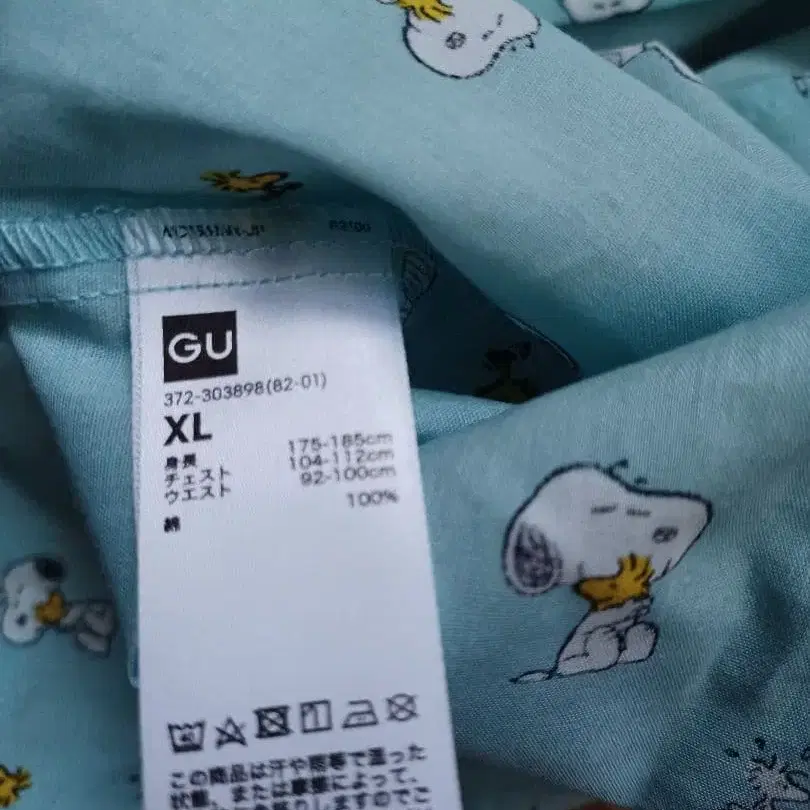 GU
372-303898(82-01)
XL
身長 175-185cm
チェスト 104-112cm
ウエスト 92-100cm
綿 100%
この商品は汗や雨等で湿った
状態、または摩擦によって、